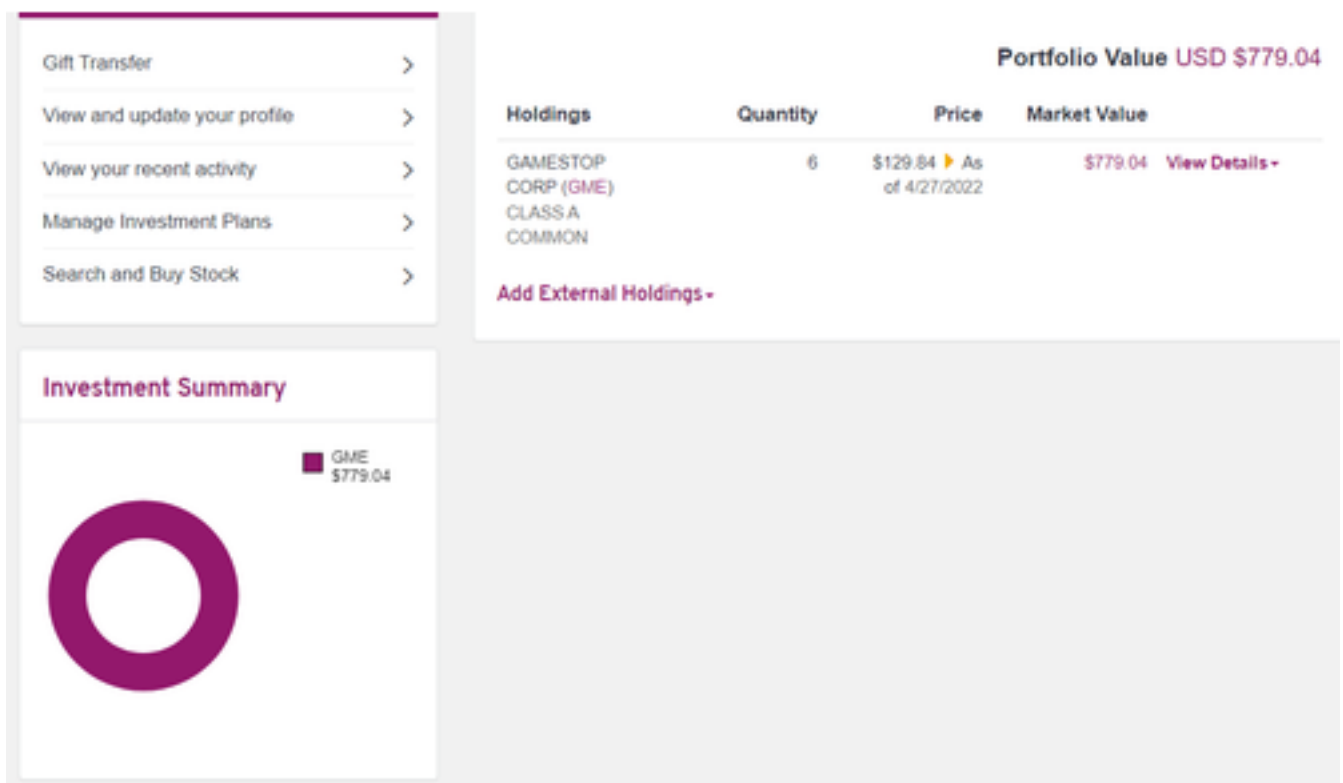 Gift Transfer
View and update your profile
View your recent activity
Manage Investment Plans
Search and Buy Stock
Investment Summary
GME
$779.04
Portfolio Value USD $779.04
Holdings Quantity Price Market Value
GAMESTOP 6 $129.84 As $779.04 View Details
CORP (GME) of 4/27/2022
CLASS A
COMMON
Add External Holdings